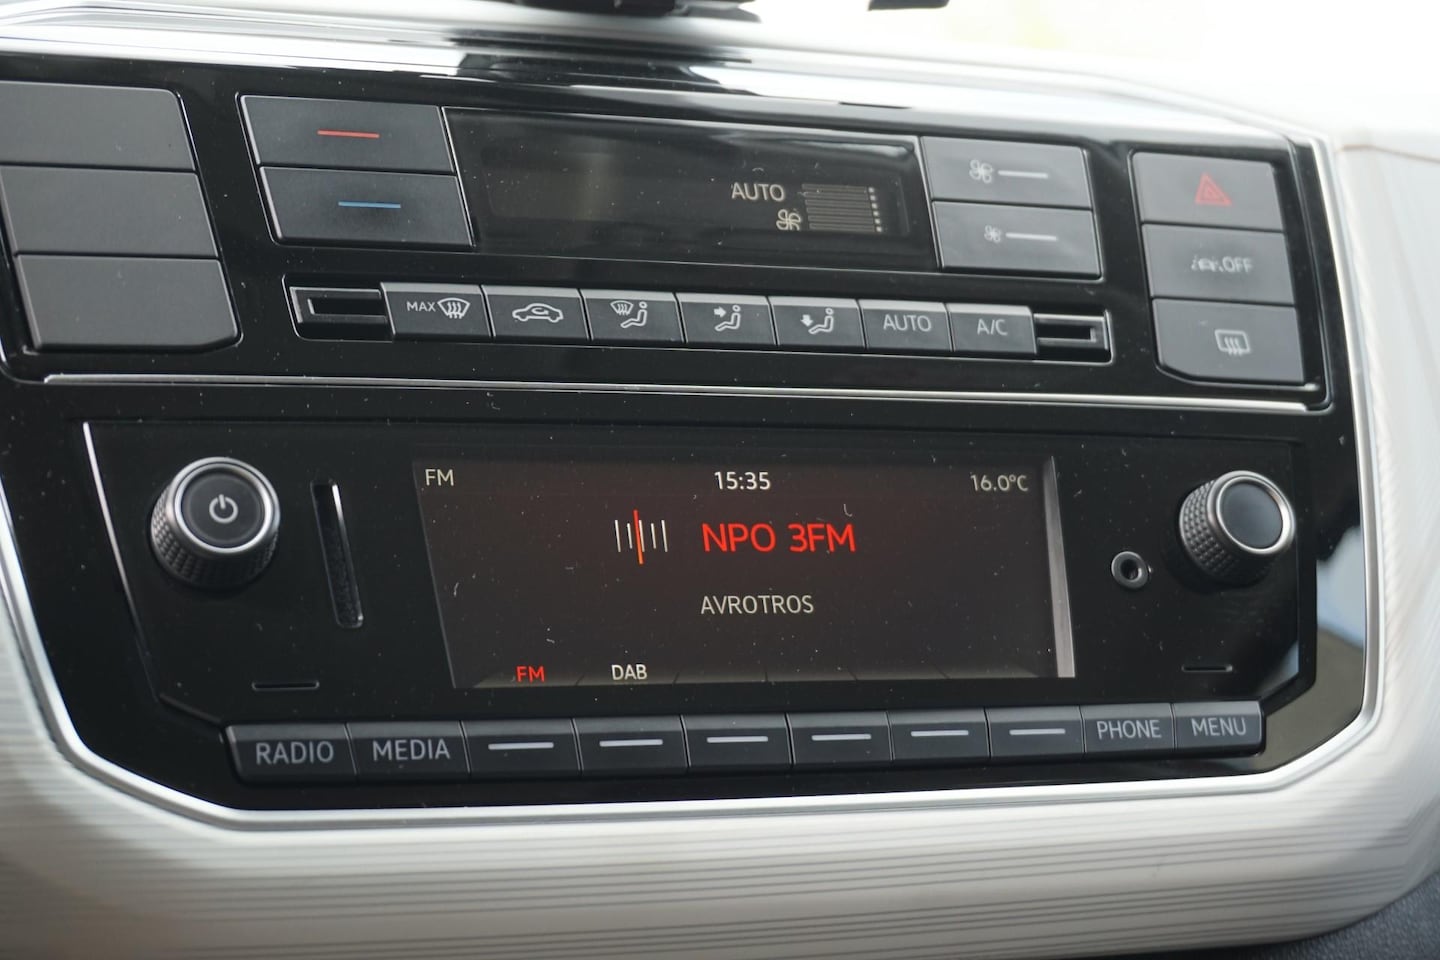 AUTO
OFF
MAX
AUTO
A/C
FM
15:35
16.0°C
NPO 3FM
AVROTROS
FM
DAB
RADIO
MEDIA
PHONE
MENU